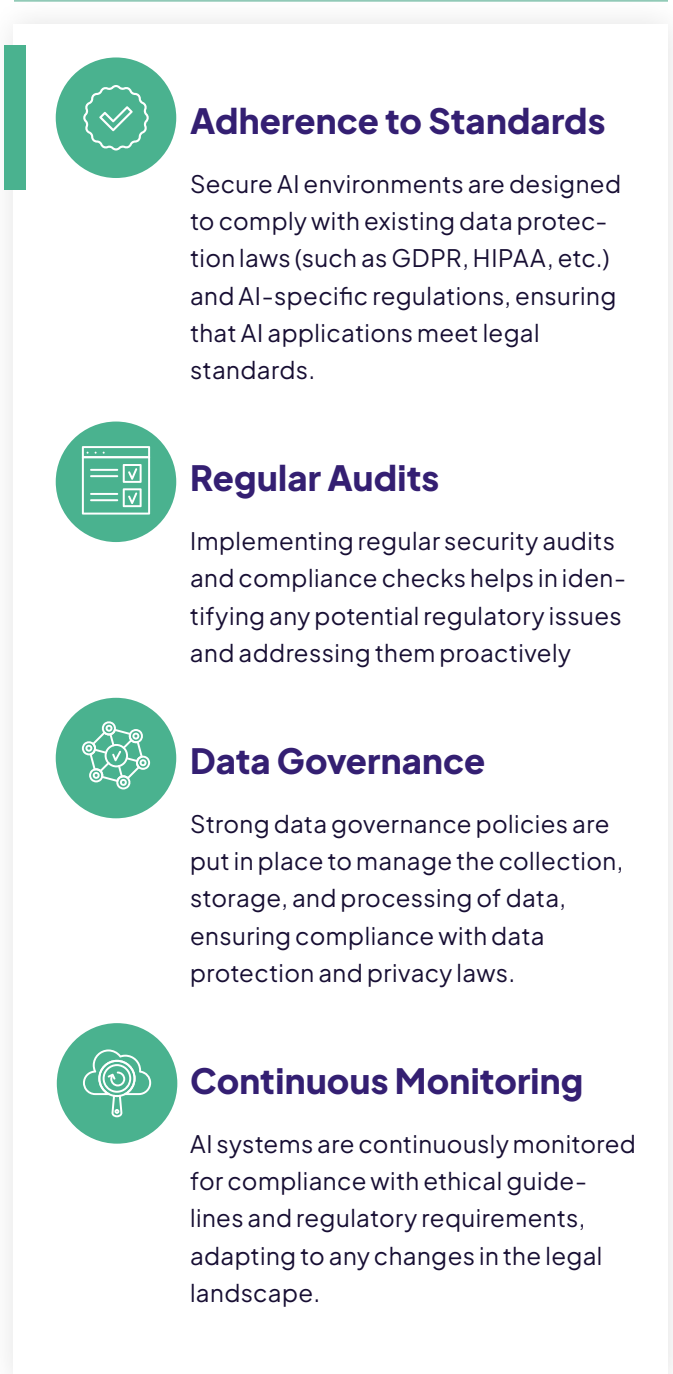 Adherence to Standards
Secure AI environments are designed
to comply with existing data protec-
tion laws (such as GDPR, HIPAA, etc.)
and AI-specific regulations, ensuring
that AI applications meet legal
standards.
Regular Audits
Implementing regular security audits
and compliance checks helps in iden-
tifying any potential regulatory issues
and addressing them proactively
Data Governance
Strong data governance policies are
put in place to manage the collection,
storage, and processing of data,
ensuring compliance with data
protection and privacy laws.
Continuous Monitoring
AI systems are continuously monitored
for compliance with ethical guide-
lines and regulatory requirements,
adapting to any changes in the legal
landscape.